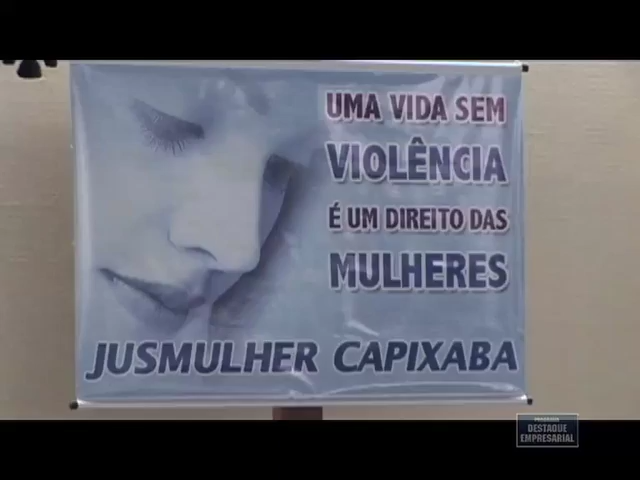 UMA VIDA SEM
VIOLÊNCIA
É UM DIREITO DAS
MULHERES
JUSMULHER CAPIXABA
DESTAQUE
EMPRESARIAL